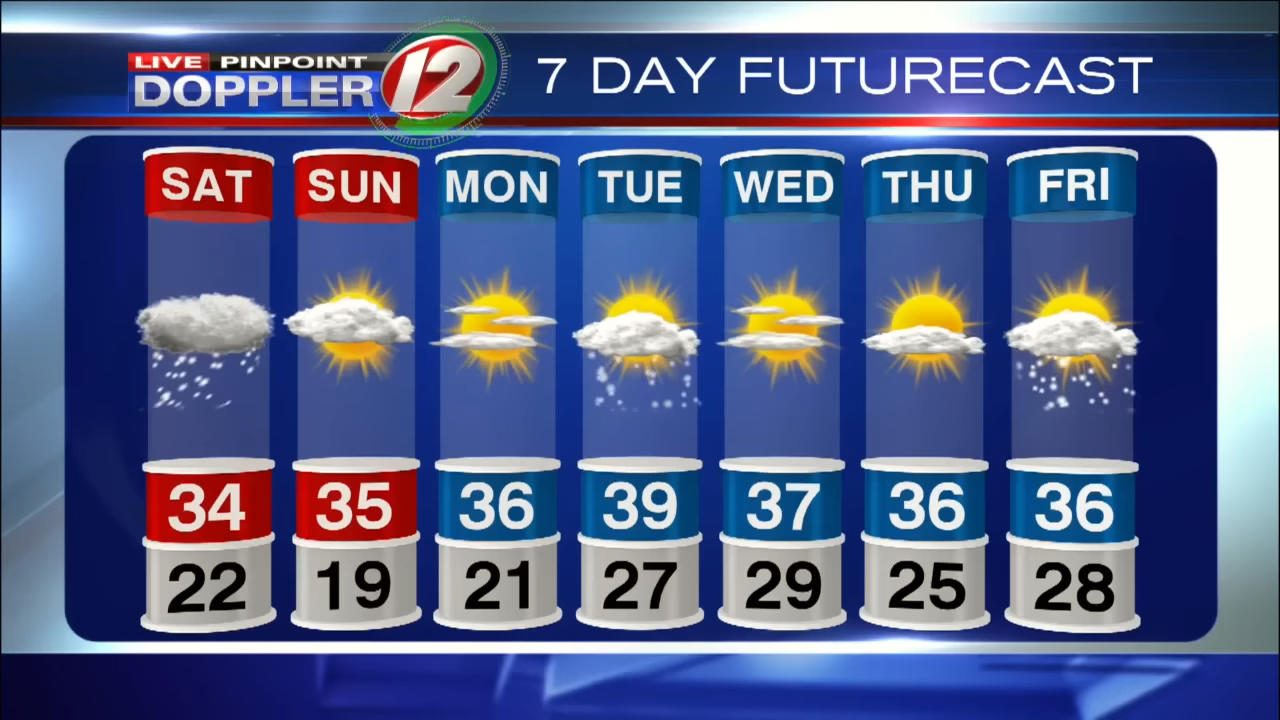 LIVE PINPOINT
DOPPLER 12
7 DAY FUTURECAST
SAT SUN MON TUE WED THU FRI
34 35 36 39 37 36 36
22 19 21 27 29 25 28